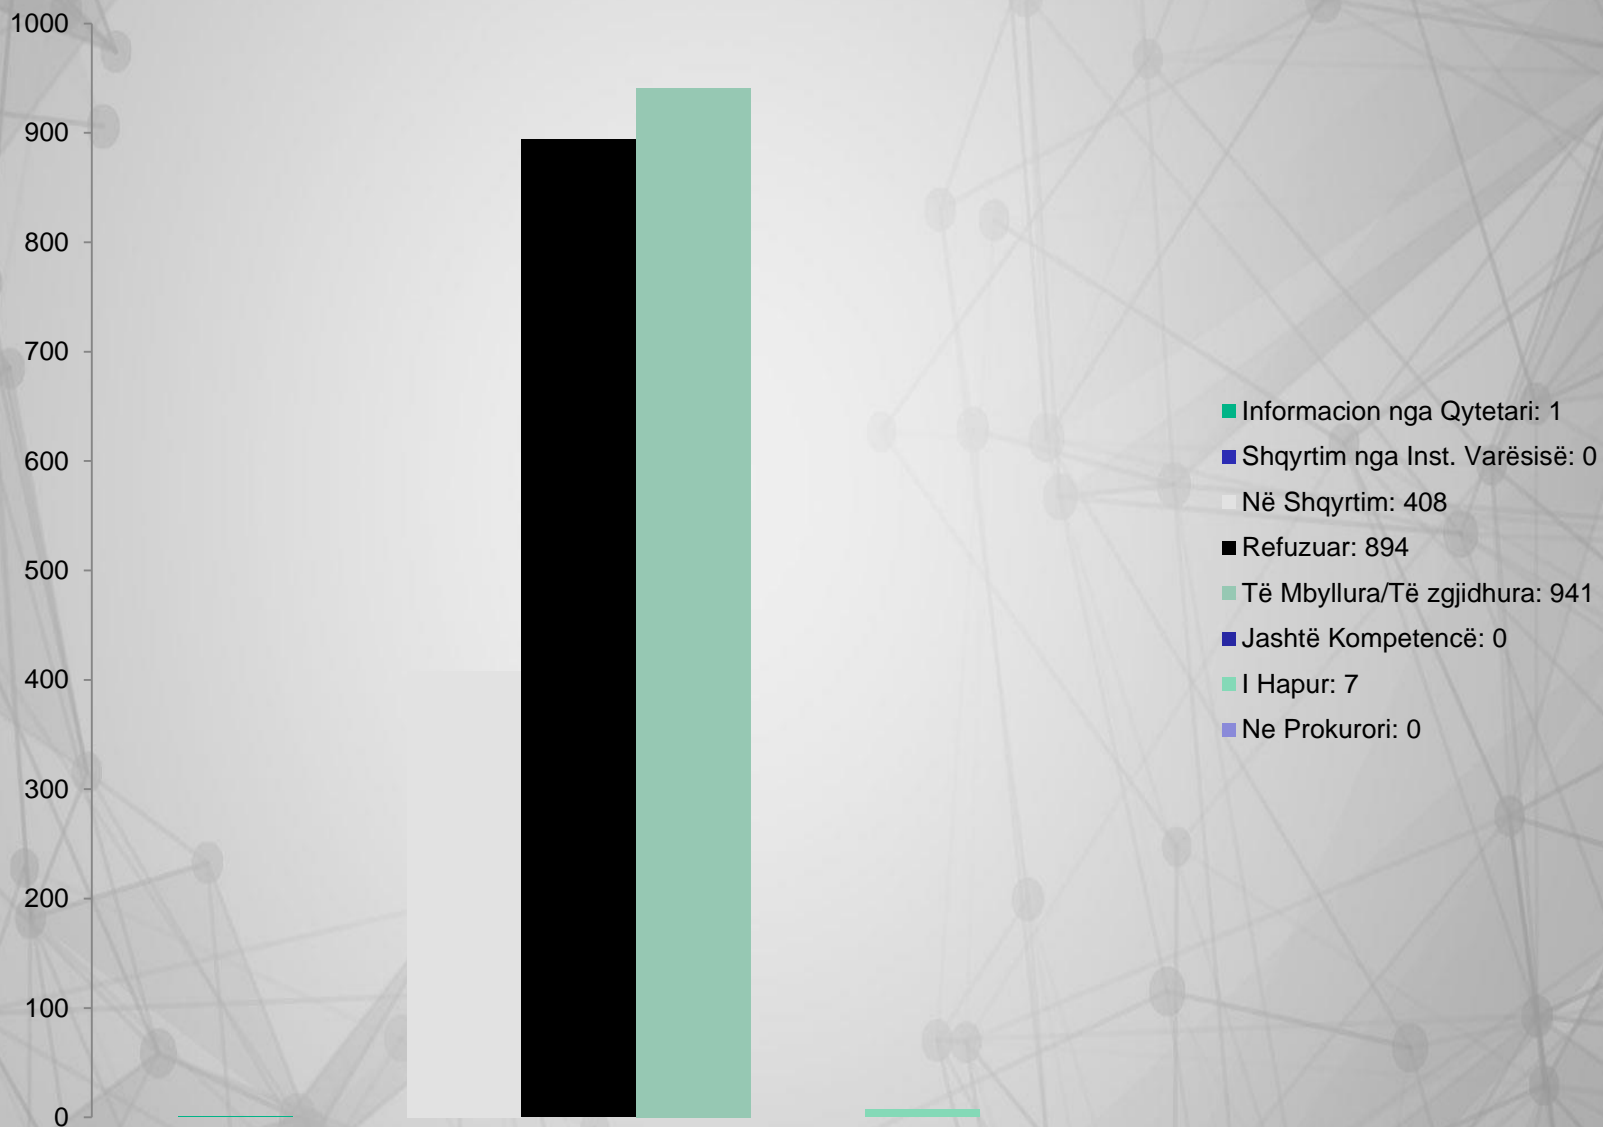 1000
900
800
700
600
500
400
300
200
100
0
Informacion nga Qytetari: 1
Shqyrtim nga Inst. Varësisë: 0
Në Shqyrtim: 408
Refuzuar: 894
Të Mbyllura/Të zgjidhura: 941
Jashtë Kompetencë: 0
I Hapur: 7
Ne Prokurori: 0